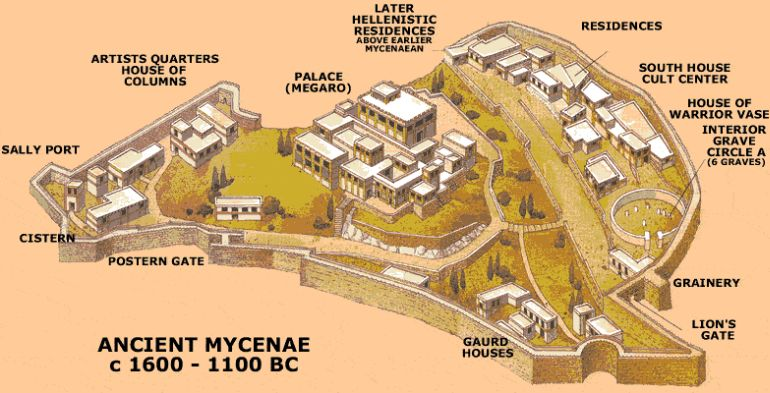 LATER
HELLENISTIC
RESIDENCES
ABOVE EARLIER
MYCENAEAN
RESIDENCES
ARTISTS QUARTERS
HOUSE OF
COLUMNS
PALACE
(MEGARO)
SOUTH HOUSE
CULT CENTER
HOUSE OF
WARRIOR VASE
INTERIOR
GRAVE
CIRCLE A
(6 GRAVES)
SALLY PORT
CISTERN
POSTERN GATE
GRAINERY
LION'S
GATE
GAURD
HOUSES
ANCIENT MYCENAE
c 1600 - 1100 BC